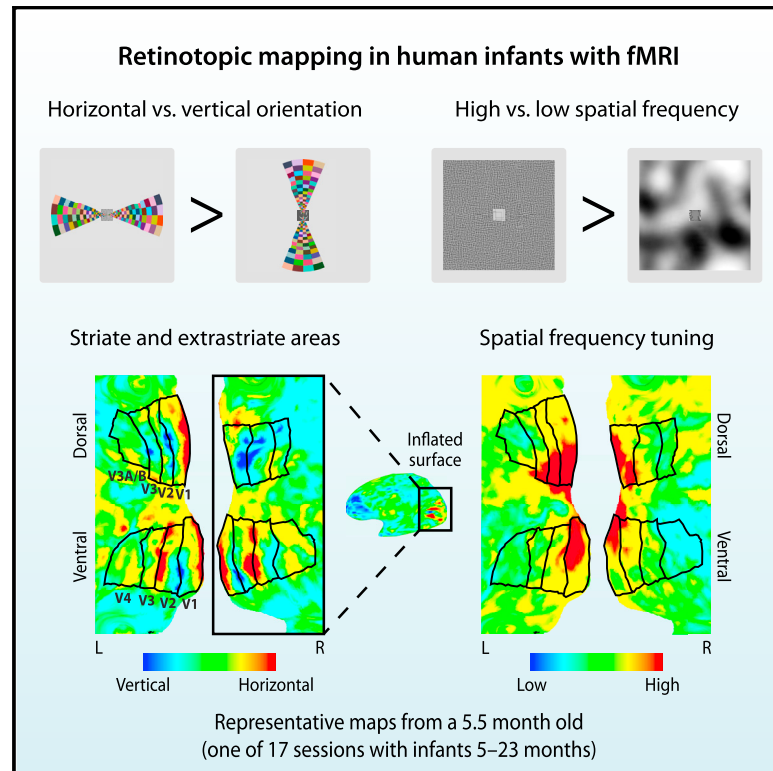 Retinotopic mapping in human infants with fMRI
Horizontal vs. vertical orientation
High vs. low spatial frequency
>
>
Striate and extrastriate areas
Spatial frequency tuning
Dorsal
V3A/B
V3
V2
V1
Ventral
V4
V3
V2
V1
Inflated
surface
Dorsal
Ventral
L
R
L
R
Vertical
Horizontal
Low
High
Representative maps from a 5.5 month old
(one of 17 sessions with infants 5–23 months)